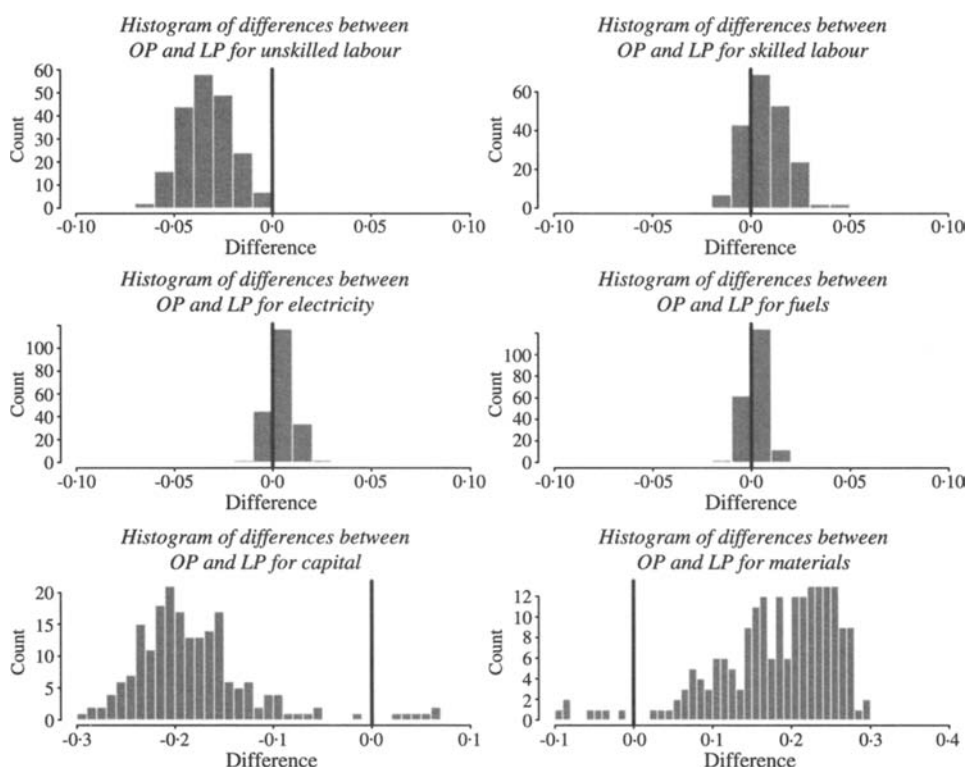 Histogram of differences between
OP and LP for unskilled labour
60
50
40
30
20
10
0
Count
-0·10
-0·05
0·0
0·05
0·10
Difference
Histogram of differences between
OP and LP for skilled labour
60
40
20
0
Count
-0·10
-0·05
0·0
0·05
0·10
Difference
Histogram of differences between
OP and LP for electricity
100
80
60
40
20
0
Count
-0·10
-0·05
0·0
0·05
0·10
Difference
Histogram of differences between
OP and LP for fuels
100
80
60
40
20
0
Count
-0·10
-0·05
0·0
0·05
0·10
Difference
Histogram of differences between
OP and LP for capital
20
15
10
5
0
Count
-0·3
-0·2
-0·1
0·0
0·1
Difference
Histogram of differences between
OP and LP for materials
12
10
8
6
4
2
0
Count
-0·1
0·0
0·1
0·2
0·3
0·4
Difference